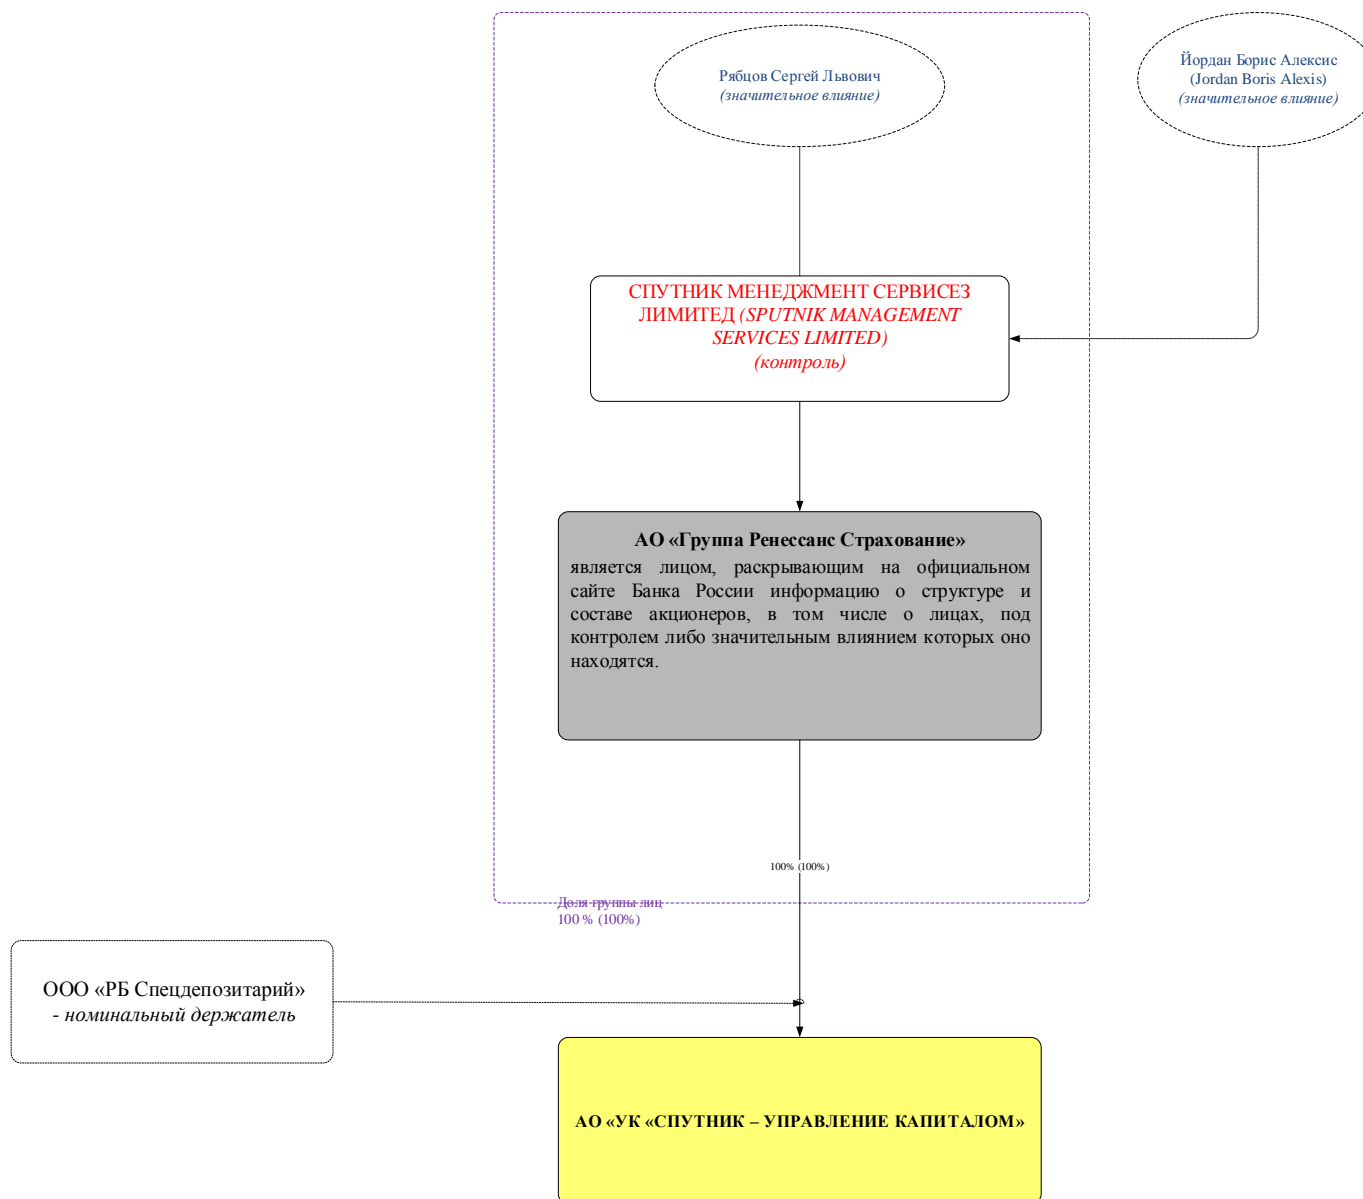 Рябцов Сергей Львович
(значительное влияние)
Йордан Борис Алексис
(Jordan Boris Alexis)
(значительное влияние)
СПУТНИК МЕНЕДЖМЕНТ СЕРВИСЕЗ
ЛИМИТЕД (SPUTNIK MANAGEMENT
SERVICES LIMITED)
(контроль)
АО «Группа Ренессанс Страхование»
является лицом, раскрывающим на официальном
сайте Банка России информацию о структуре и
составе акционеров, в том числе о лицах, под
контролем либо значительным влиянием которых оно
находятся.
100% (100%)
Доля группы лиц
100 % (100%)
ООО «РБ Спецдепозитарий»
- номинальный держатель
АО «УК «СПУТНИК – УПРАВЛЕНИЕ КАПИТАЛОМ»